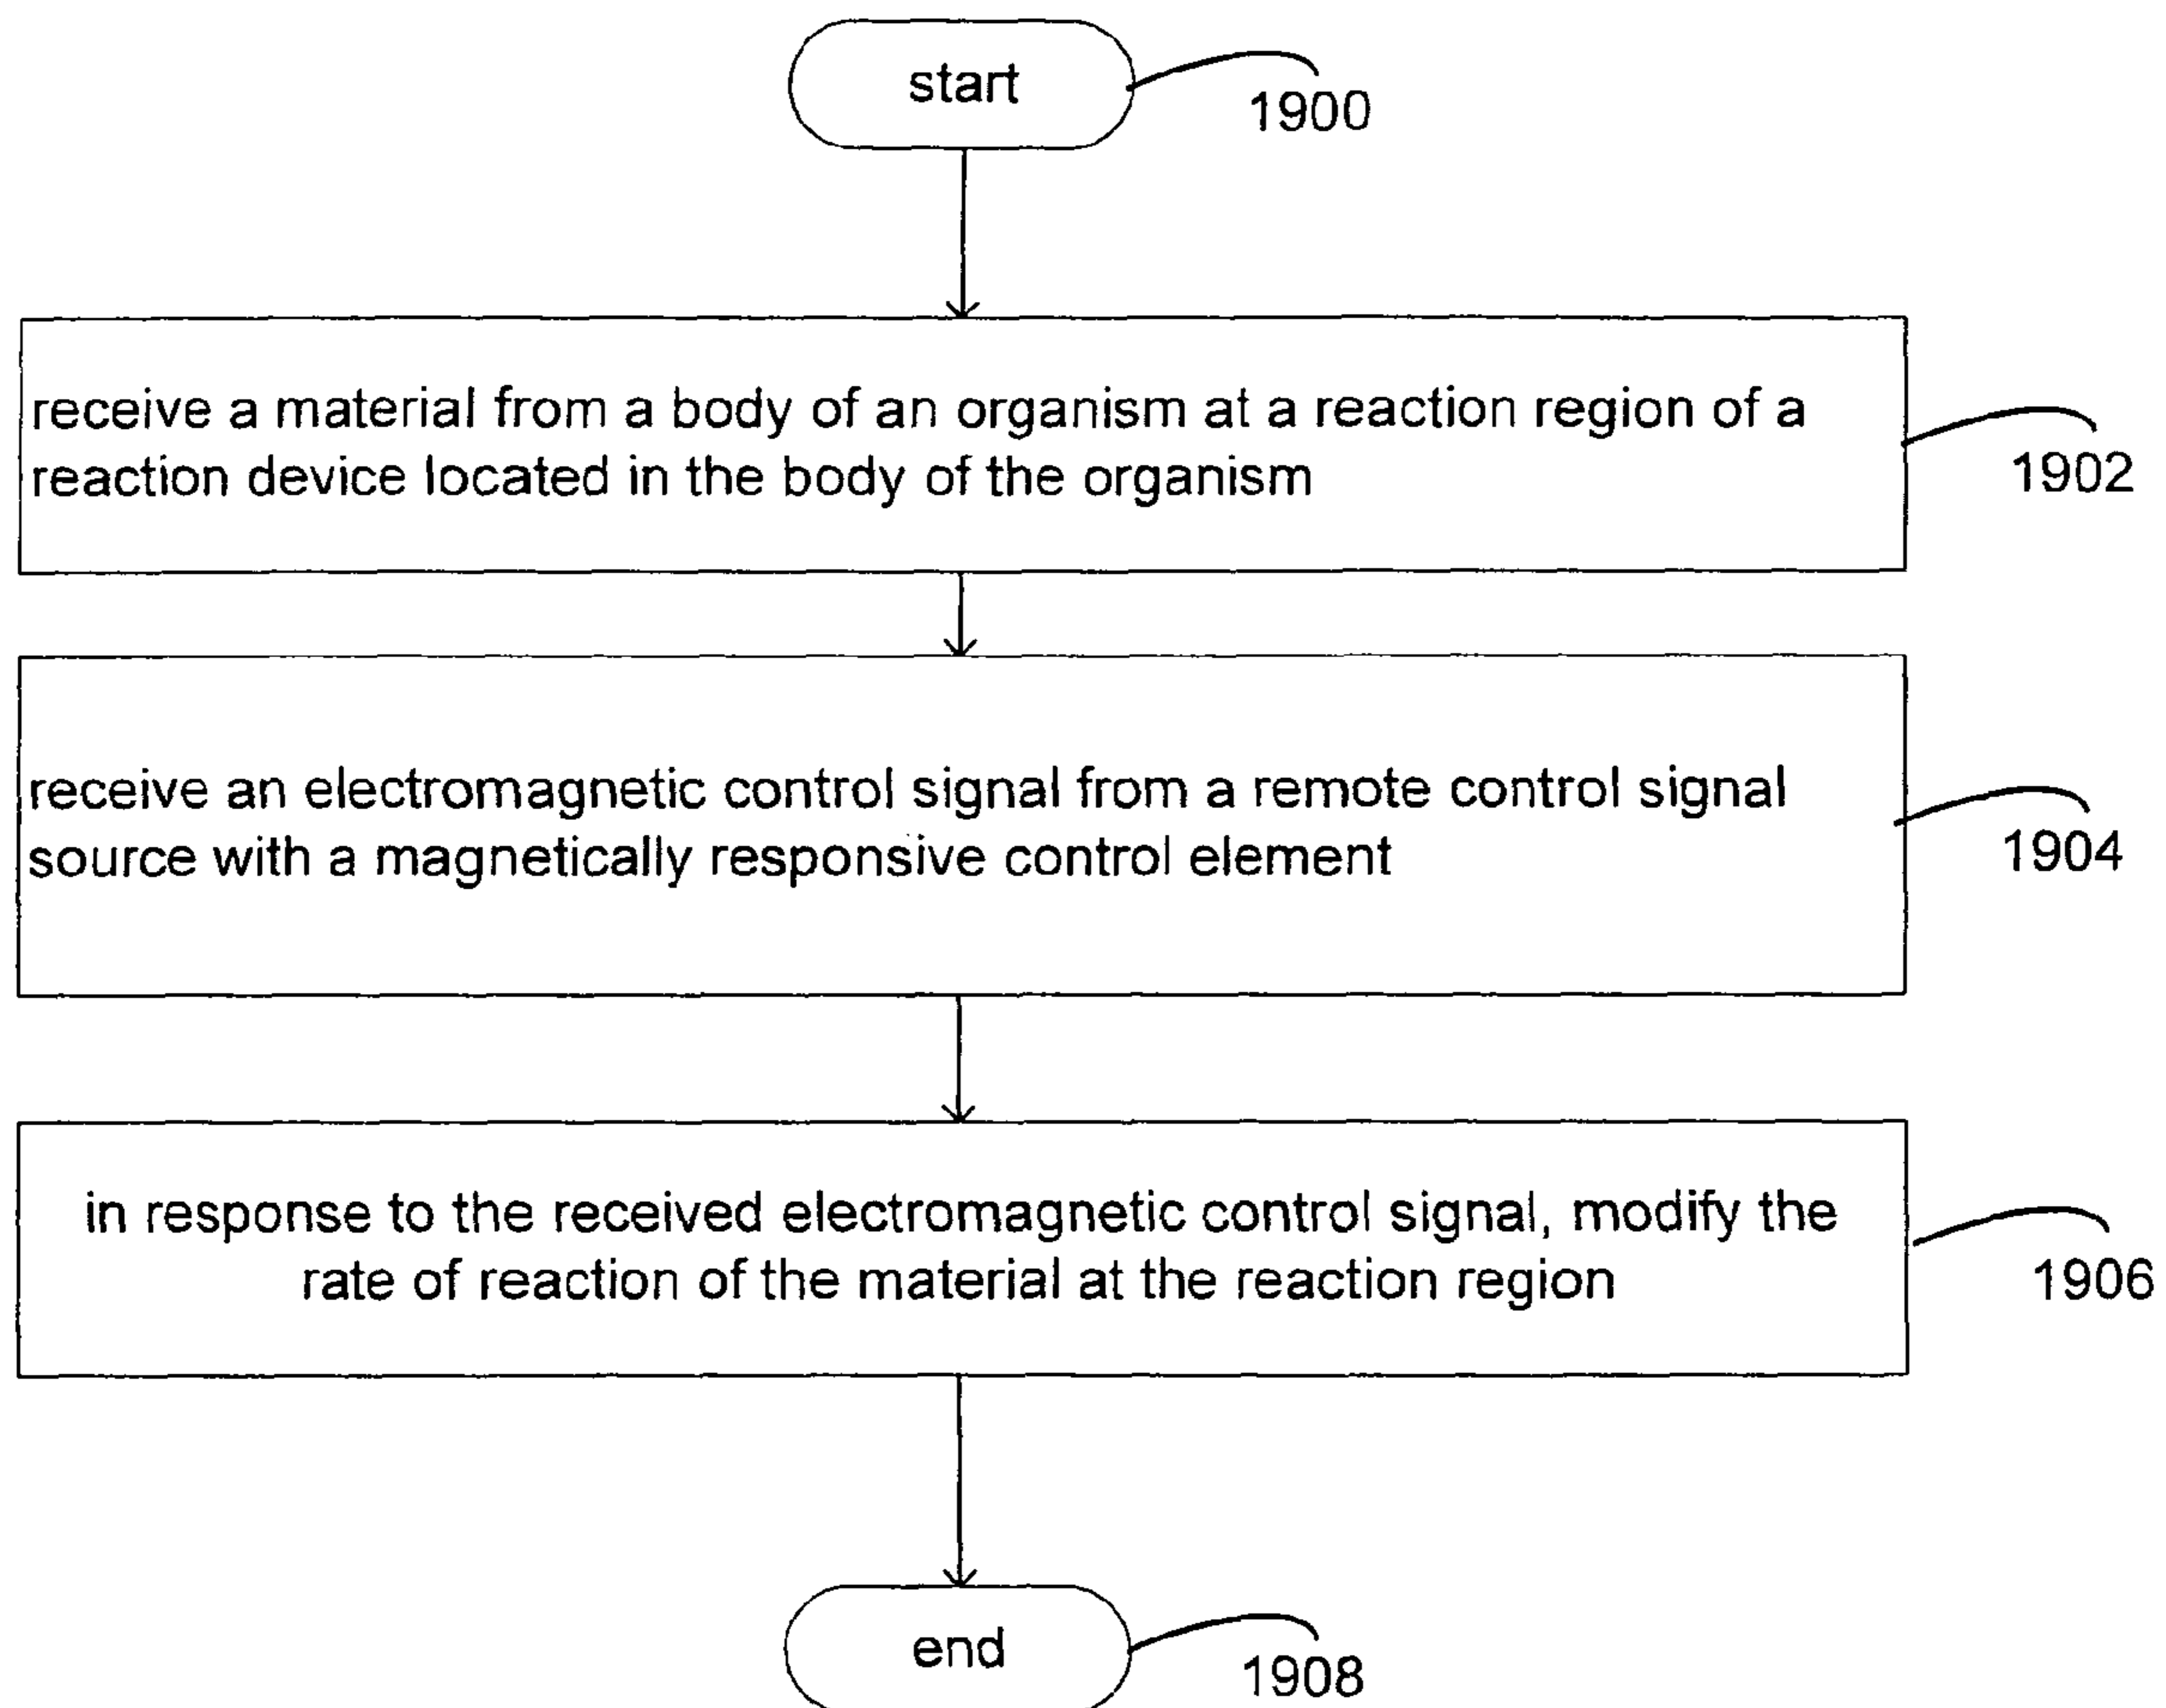 start
1900
receive a material from a body of an organism at a reaction region of a
reaction device located in the body of the organism
1902
receive an electromagnetic control signal from a remote control signal
source with a magnetically responsive control element
1904
in response to the received electromagnetic control signal, modify the
rate of reaction of the material at the reaction region
1906
end
1908